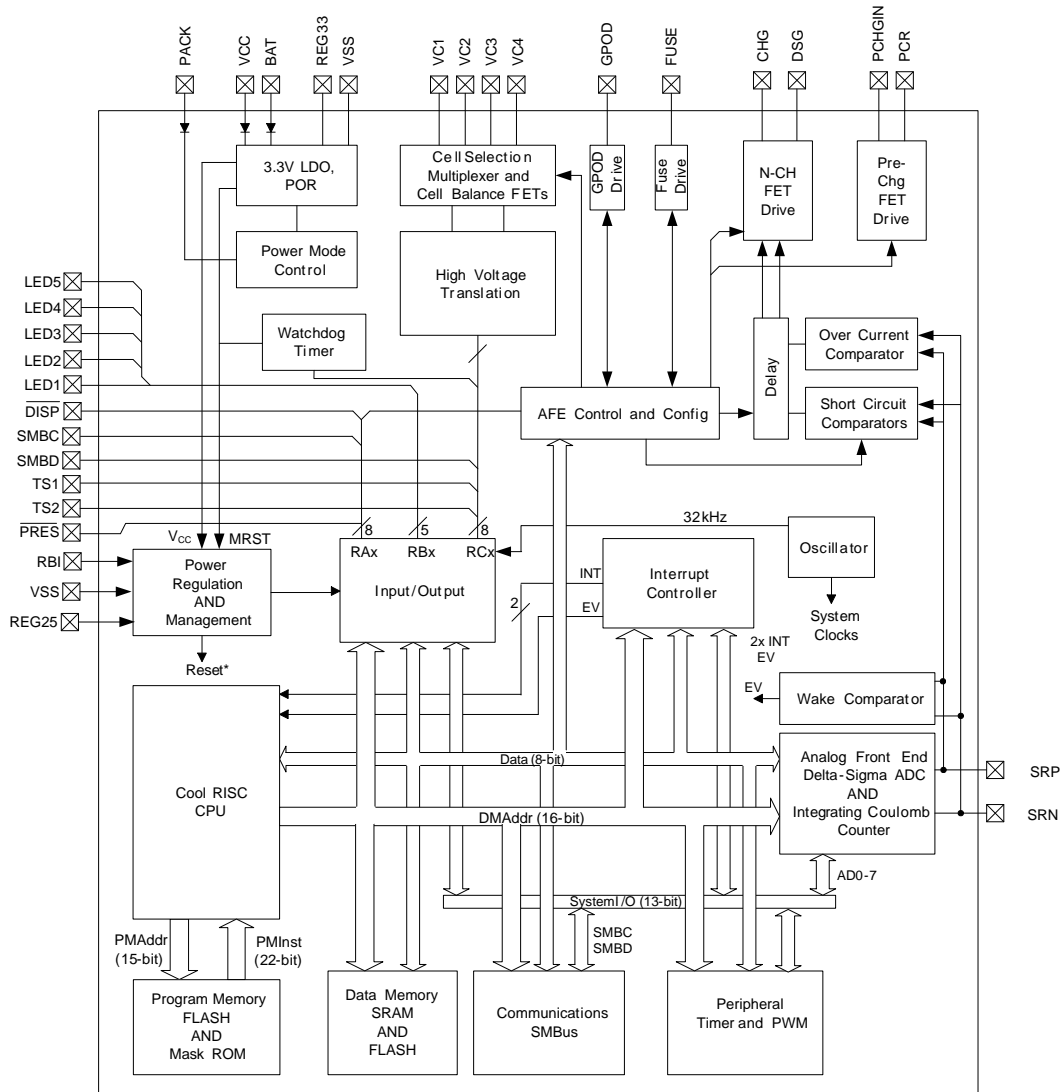 PACK
VCC
BAT
REG33
VSS
VC1
VC2
VC3
VC4
GPOD
FUSE
CHG
DSG
PCHGIN
PCR
3.3V LDO,
POR
Cell Selection
Multiplexer and
Cell Balance FETs
GPOD
Drive
Fuse
Drive
N-CH
FET
Drive
Pre-
Chg
FET
Drive
Power Mode
Control
High Voltage
Translation
LED5
LED4
LED3
LED2
LED1
DISP
SMBC
SMBD
TS1
TS2
PRES
RBI
VSS
REG25
Watchdog
Timer
Delay
Over Current
Comparator
AFE Control and Config
Short Circuit
Comparators
VCC
MRST
8
5
8
RAx
RBx
RCx
Input/Output
Power
Regulation
AND
Management
Reset*
32kHz
Oscillator
System
Clocks
INT
2
EV
Interrupt
Controller
2x INT
EV
EV
Wake Comparator
Cool RISC
CPU
Data (8-bit)
DMAddr (16-bit)
Analog Front End
Delta-Sigma ADC
AND
Integrating Coulomb
Counter
SRP
SRN
AD0-7
SystemI/O (13-bit)
SMBC
SMBD
PMAddr
(15-bit)
PMInst
(22-bit)
Program Memory
FLASH
AND
Mask ROM
Data Memory
SRAM
AND
FLASH
Communications
SMBus
Peripheral
Timer and PWM